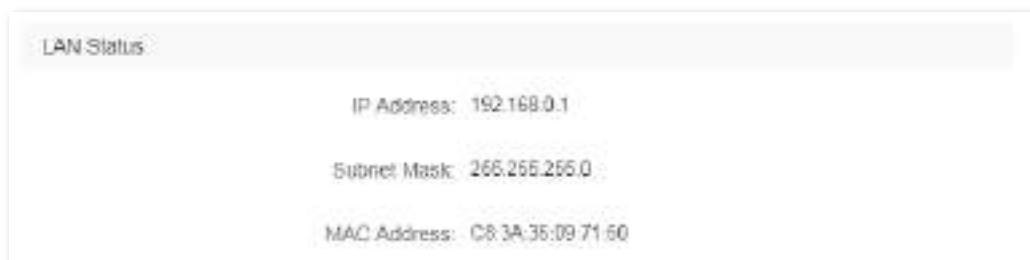 LAN Status
IP Address: 192.168.0.1
Subnet Mask: 255.255.255.0
MAC Address: C8:3A:35:09:71:60